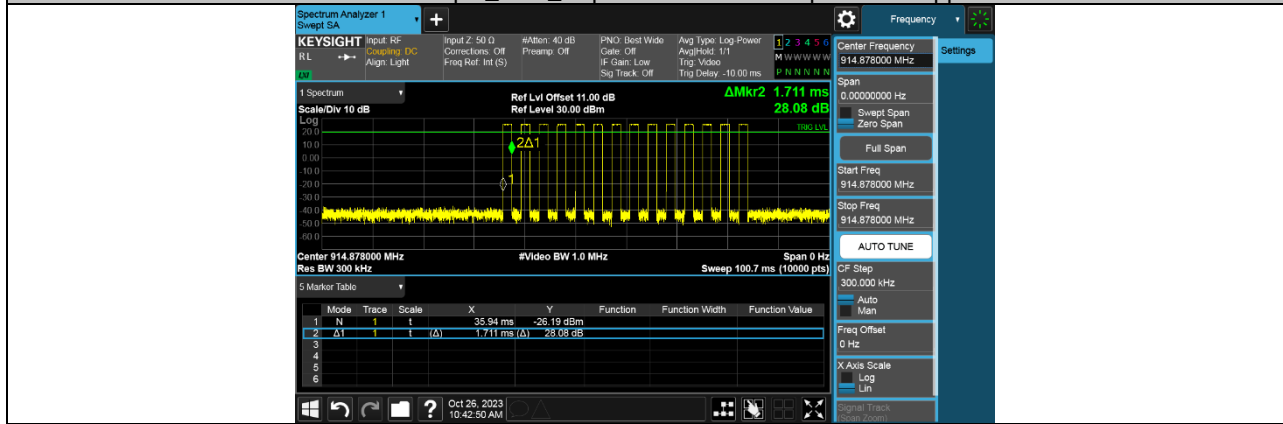 Spectrum Analyzer 1
Swept SA
+
Frequency
KEYSIGHT
RL
LXI
Input: RF
Coupling: DC
Align: Light
Input Z: 50 Ω
Corrections: Off
Freq Ref: Int (S)
#Atten: 40 dB
Preamp: Off
PNO: Best Wide
Gate: Off
IF Gain: Low
Sig Track: Off
Avg Type: Log-Power
Avg|Hold: 1/1
Trig: Video
Trig Delay: -10.00 ms
1 2 3 4 5 6
M W W W W W
P N N N N N
Settings
Center Frequency
914.878000 MHz
Span
0.00000000 Hz
Swept Span
Zero Span
Full Span
Start Freq
914.878000 MHz
Stop Freq
914.878000 MHz
AUTO TUNE
CF Step
300.000 kHz
Auto
Man
Freq Offset
0 Hz
X Axis Scale
Log
Lin
Signal Track
(Span Zoom)
1 Spectrum
Scale/Div 10 dB
Log
Ref Lvl Offset 11.00 dB
Ref Level 30.00 dBm
ΔMkr2 1.711 ms
28.08 dB
TRIG LVL
20.0
10.0
0.00
-20.0
-30.0
-40.0
-50.0
-60.0
2Δ1
1
Center 914.878000 MHz
Res BW 300 kHz
#Video BW 1.0 MHz
Span 0 Hz
Sweep 100.7 ms (10000 pts)
5 Marker Table
Mode Trace Scale X Y Function Function Width Function Value
1 N 1 t 35.94 ms -26.19 dBm
2 Δ1 1 t (Δ) 1.711 ms (Δ) 28.08 dB
3
4
5
6
?
Oct 26, 2023
10:42:50 AM